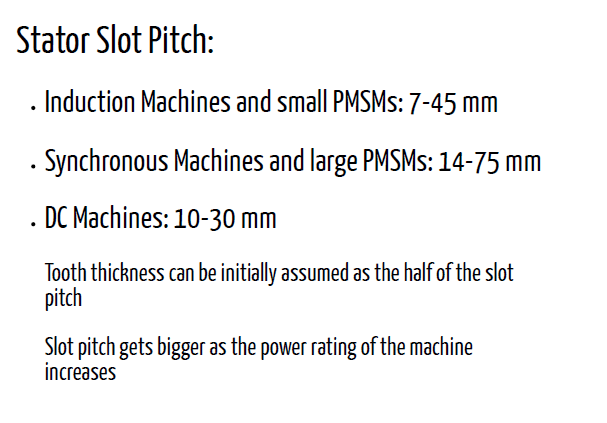 Stator Slot Pitch:
• Induction Machines and small PMSMs: 7-45 mm
• Synchronous Machines and large PMSMs: 14-75 mm
• DC Machines: 10-30 mm
Tooth thickness can be initially assumed as the half of the slot
pitch
Slot pitch gets bigger as the power rating of the machine
increases